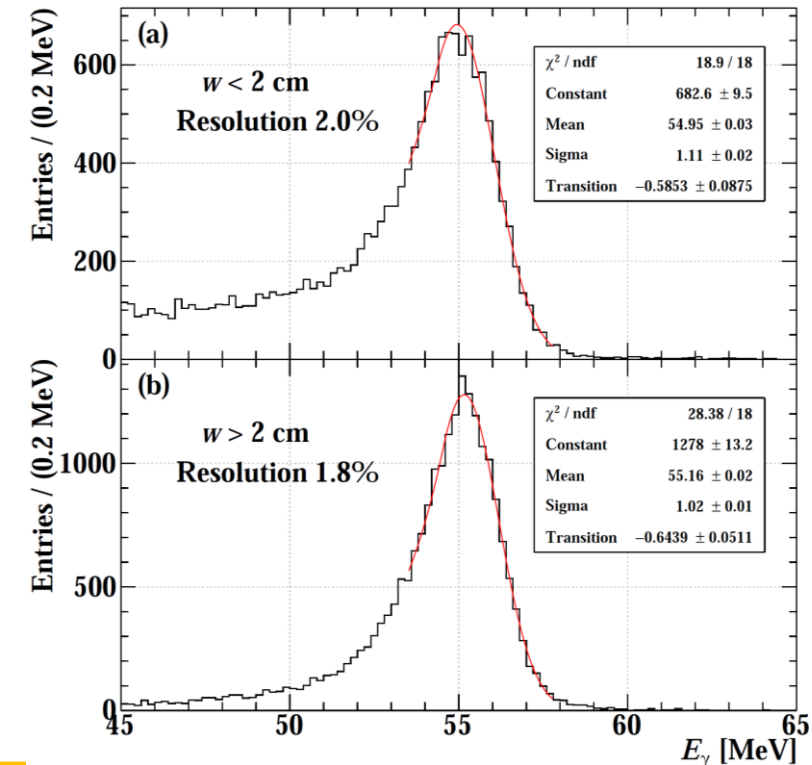 (a)
w < 2 cm
Resolution 2.0%
χ² / ndf 18.9 / 18
Constant 682.6 ± 9.5
Mean 54.95 ± 0.03
Sigma 1.11 ± 0.02
Transition −0.5853 ± 0.0875
Entries / (0.2 MeV)
600
400
200
0
(b)
w > 2 cm
Resolution 1.8%
χ² / ndf 28.38 / 18
Constant 1278 ± 13.2
Mean 55.16 ± 0.02
Sigma 1.02 ± 0.01
Transition −0.6439 ± 0.0511
Entries / (0.2 MeV)
1000
500
0
45 50 55 60 65
Eγ [MeV]